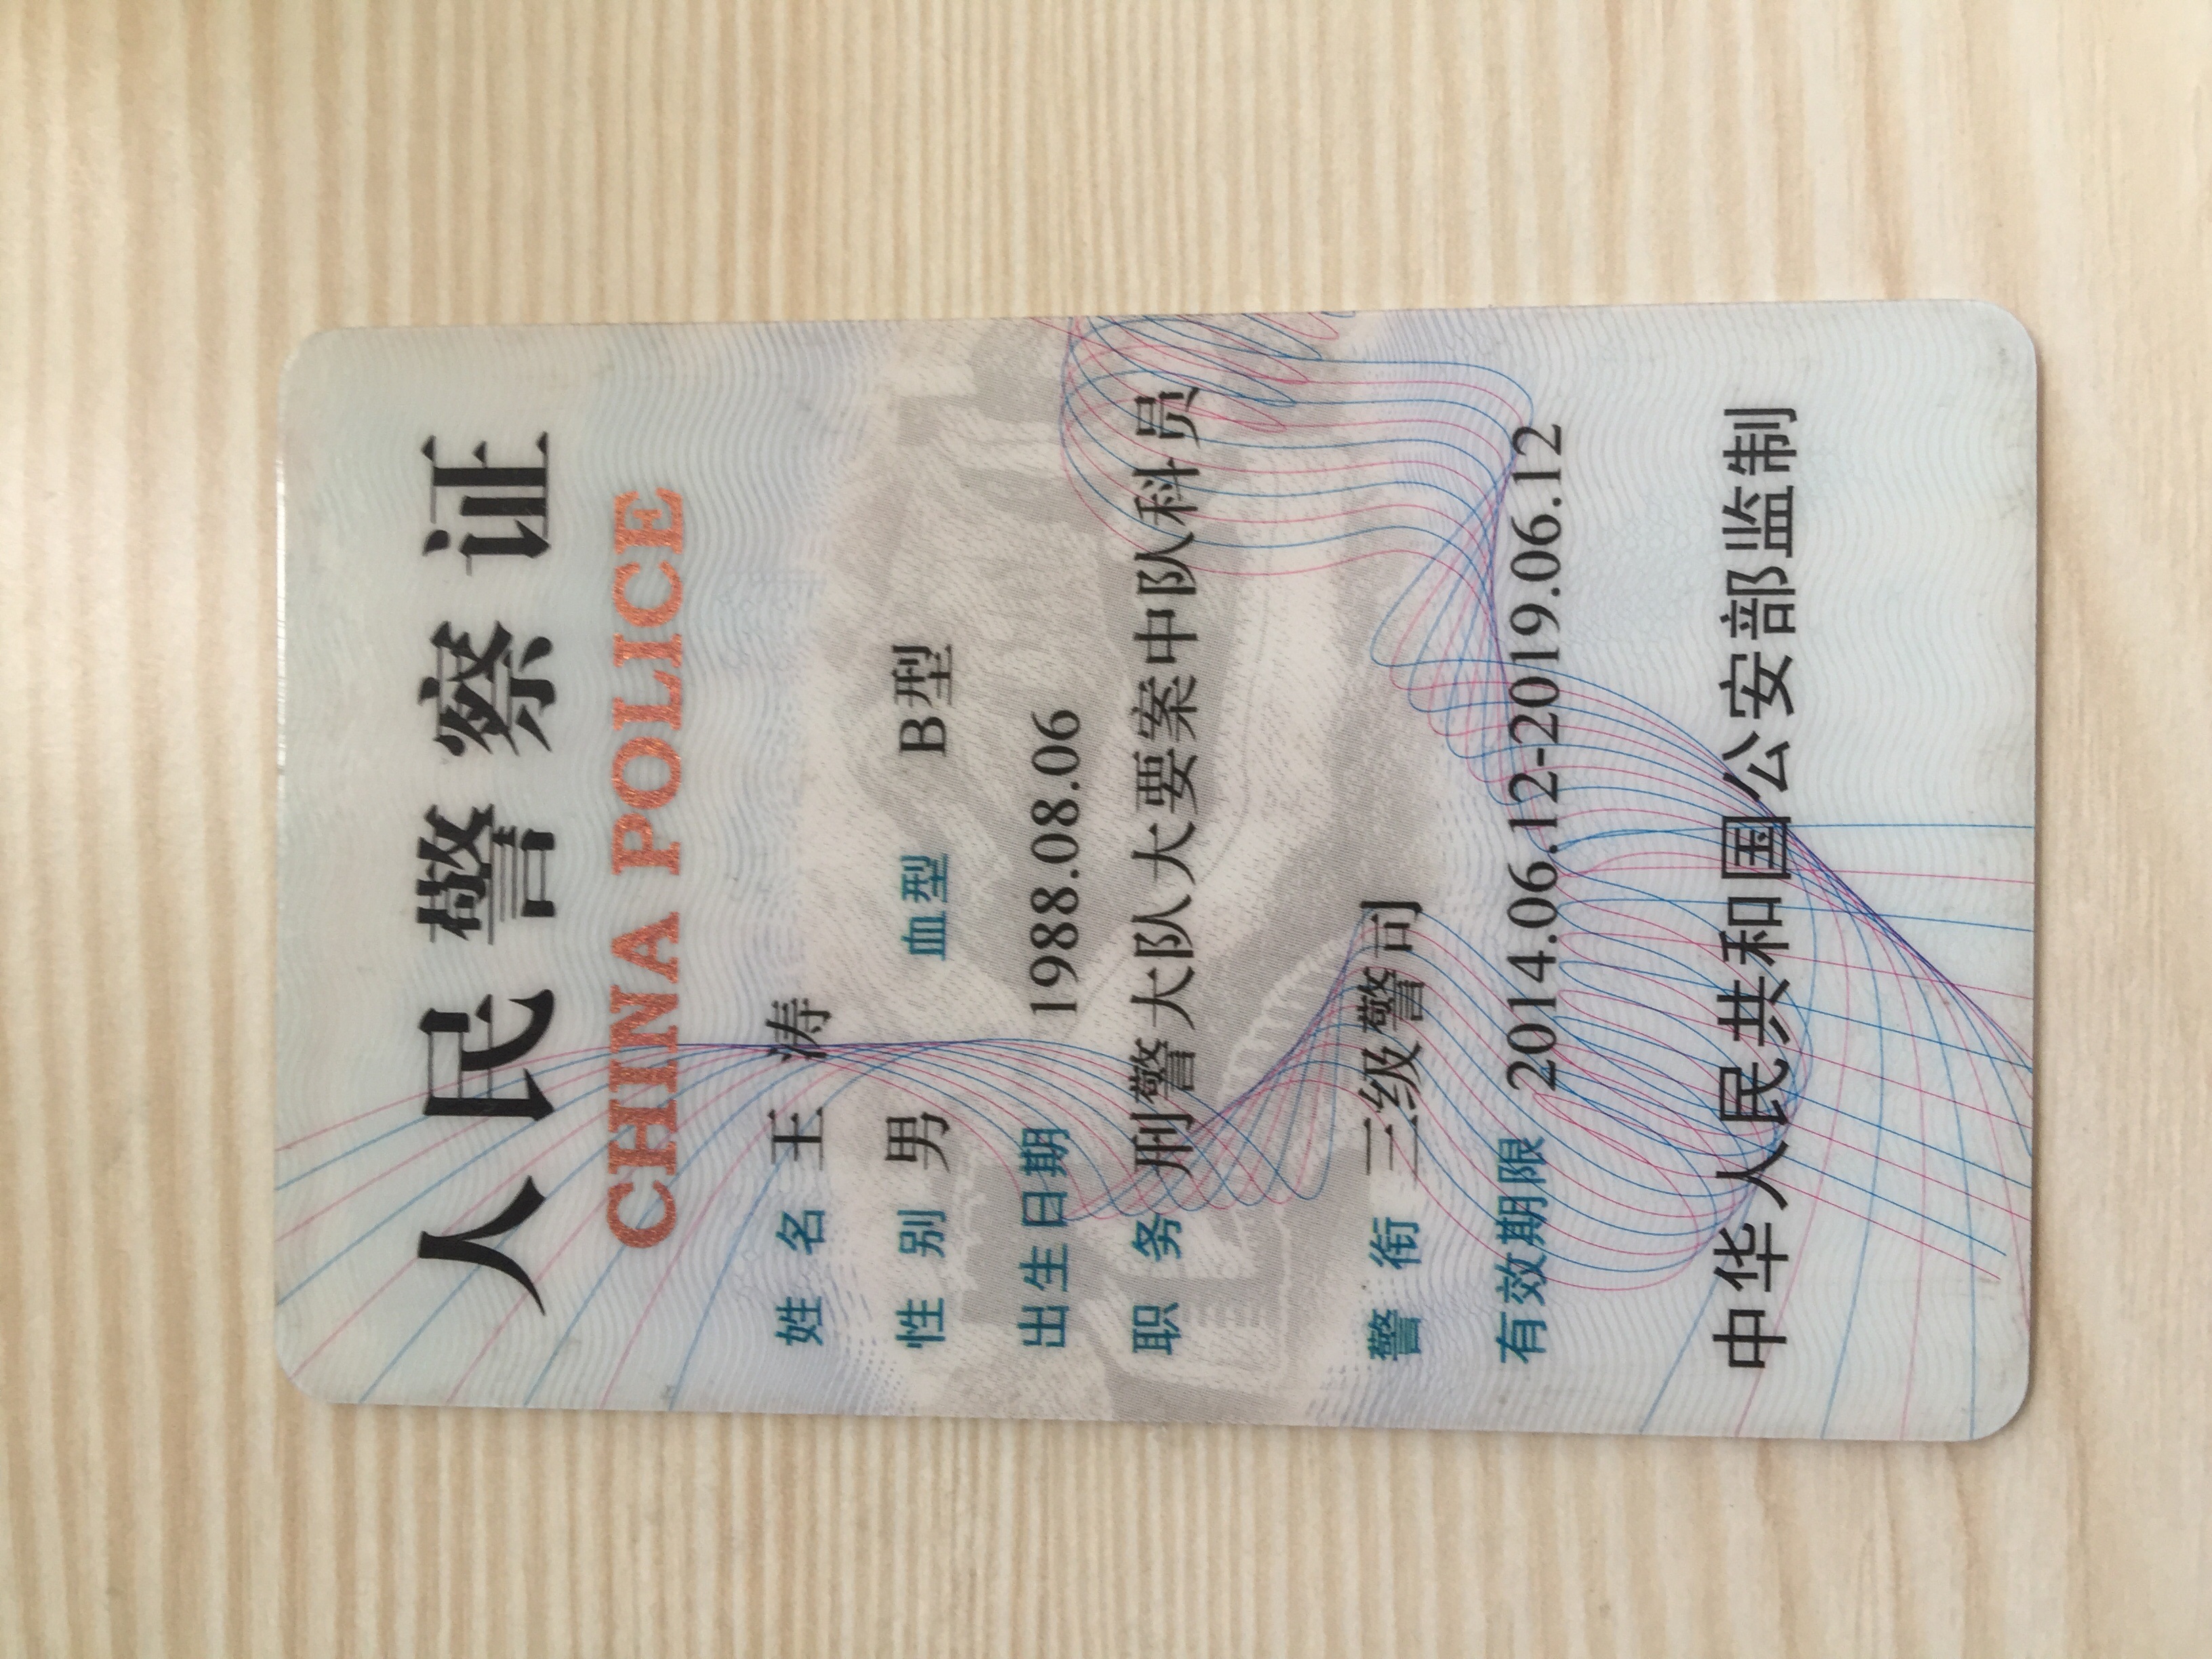 人民警察证
CHINA POLICE
姓 名 王 涛
性 别 男 血型 B型
出生日期 1988.08.06
职 务 刑警大队大要案中队科员
警 衔 三级警司
有效期限 2014.06.12-2019.06.12
中华人民共和国公安部监制